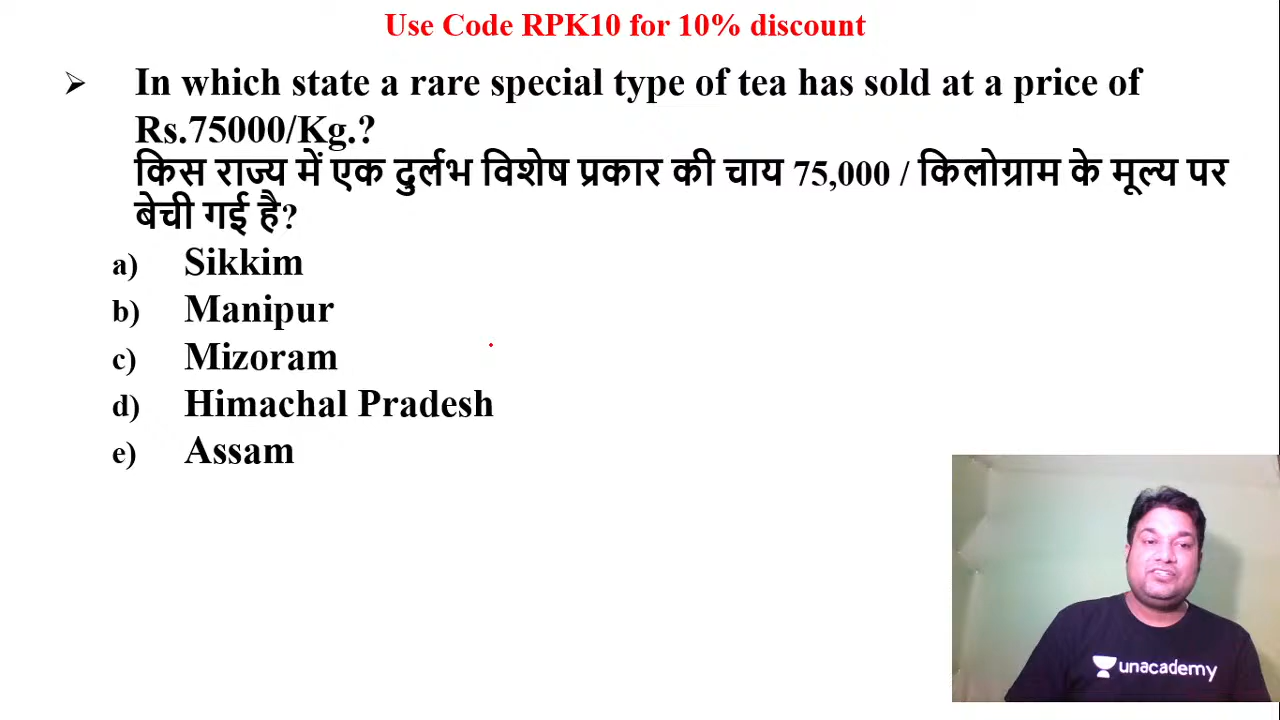 Use Code RPK10 for 10% discount
➢ In which state a rare special type of tea has sold at a price of
Rs.75000/Kg.?
किस राज्य में एक दुर्लभ विशेष प्रकार की चाय 75,000 / किलोग्राम के मूल्य पर
बेची गई है?
a) Sikkim
b) Manipur
c) Mizoram
d) Himachal Pradesh
e) Assam
unacademy